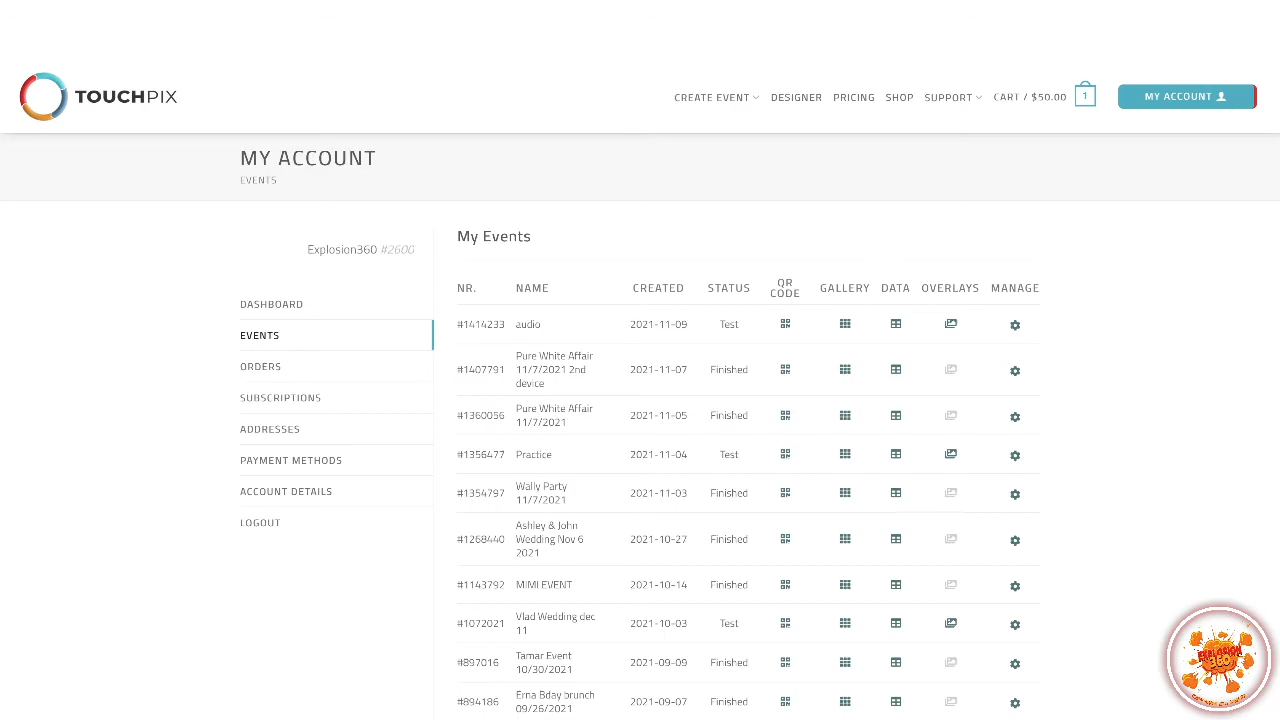 TOUCHPIX
CREATE EVENT DESIGNER PRICING SHOP SUPPORT CART / $50.00 1 MY ACCOUNT
MY ACCOUNT
EVENTS
Explosion360 #2600
DASHBOARD
EVENTS
ORDERS
SUBSCRIPTIONS
ADDRESSES
PAYMENT METHODS
ACCOUNT DETAILS
LOGOUT
My Events
NR. NAME CREATED STATUS QR CODE GALLERY DATA OVERLAYS MANAGE
#1414233 audio 2021-11-09 Test
#1407791 Pure White Affair 11/7/2021 2nd device 2021-11-07 Finished
#1360056 Pure White Affair 11/7/2021 2021-11-05 Finished
#1356477 Practice 2021-11-04 Test
#1354797 Wally Party 11/7/2021 2021-11-03 Finished
#1268440 Ashley & John Wedding Nov 6 2021 2021-10-27 Finished
#1143792 MIMI EVENT 2021-10-14 Finished
#1072021 Vlad Wedding dec 11 2021-10-03 Test
#897016 Tamar Event 10/30/2021 2021-09-09 Finished
#894186 Erna Bday brunch 09/26/2021 2021-09-07 Finished
EXPLOSION
360